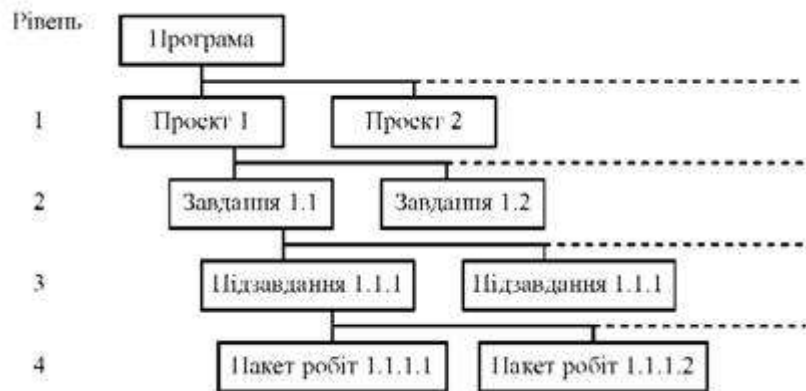 Рівень
Програма
1 Проект 1 Проект 2
2 Завдання 1.1 Завдання 1.2
3 Підзавдання 1.1.1 Підзавдання 1.1.1
4 Пакет робіт 1.1.1.1 Пакет робіт 1.1.1.2